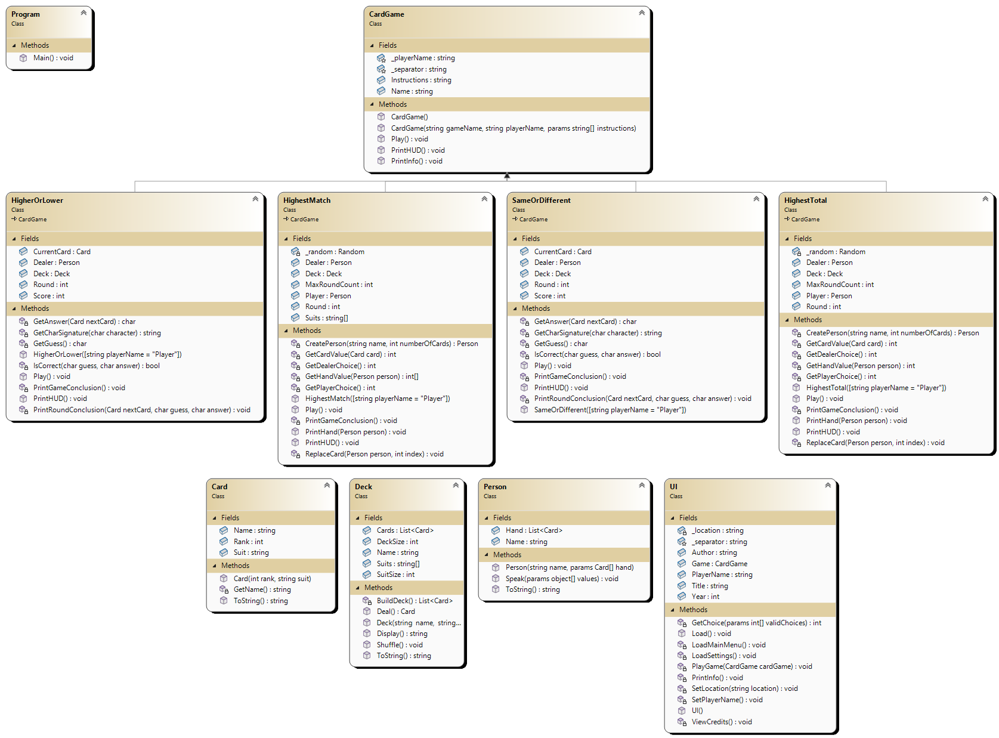 Program
Class
Methods
Main() : void
CardGame
Class
Fields
_playerName : string
_separator : string
Instructions : string
Name : string
Methods
CardGame()
CardGame(string gameName, string playerName, params string[] instructions)
Play() : void
PrintHUD() : void
PrintInfo() : void
HigherOrLower
Class
CardGame
Fields
CurrentCard : Card
Dealer : Person
Deck : Deck
Round : int
Score : int
Methods
GetAnswer(Card nextCard) : char
GetCharSignature(char character) : string
GetGuess() : char
HigherOrLower([string playerName = "Player"])
IsCorrect(char guess, char answer) : bool
Play() : void
PrintGameConclusion() : void
PrintHUD() : void
PrintRoundConclusion(Card nextCard, char guess, char answer) : void
HighestMatch
Class
CardGame
Fields
_random : Random
Dealer : Person
Deck : Deck
MaxRoundCount : int
Player : Person
Round : int
Suits : string[]
Methods
CreatePerson(string name, int numberOfCards) : Person
GetCardValue(Card card) : int
GetDealerChoice() : int
GetHandValue(Person person) : int[]
GetPlayerChoice() : int
HighestMatch([string playerName = "Player"])
Play() : void
PrintGameConclusion() : void
PrintHand(Person person) : void
PrintHUD() : void
ReplaceCard(Person person, int index) : void
SameOrDifferent
Class
CardGame
Fields
CurrentCard : Card
Dealer : Person
Deck : Deck
Round : int
Score : int
Methods
GetAnswer(Card nextCard) : char
GetCharSignature(char character) : string
GetGuess() : char
IsCorrect(char guess, char answer) : bool
Play() : void
PrintGameConclusion() : void
PrintHUD() : void
PrintRoundConclusion(Card nextCard, char guess, char answer) : void
SameOrDifferent([string playerName = "Player"])
HighestTotal
Class
CardGame
Fields
_random : Random
Dealer : Person
Deck : Deck
MaxRoundCount : int
Player : Person
Round : int
Methods
CreatePerson(string name, int numberOfCards) : Person
GetCardValue(Card card) : int
GetDealerChoice() : int
GetHandValue(Person person) : int
GetPlayerChoice() : int
HighestTotal([string playerName = "Player"])
Play() : void
PrintGameConclusion() : void
PrintHand(Person person) : void
PrintHUD() : void
ReplaceCard(Person person, int index) : void
Card
Class
Fields
Name : string
Rank : int
Suit : string
Methods
Card(int rank, string suit)
GetName() : string
ToString() : string
Deck
Class
Fields
Cards : List<Card>
DeckSize : int
Name : string
Suits : string[]
SuitSize : int
Methods
BuildDeck() : List<Card>
Deal() : Card
Deck(string name, string...
Display() : string
Shuffle() : void
ToString() : string
Person
Class
Fields
Hand : List<Card>
Name : string
Methods
Person(string name, params Card[] hand)
Speak(params object[] values) : void
ToString() : string
UI
Class
Fields
_location : string
_separator : string
Author : string
Game : CardGame
PlayerName : string
Title : string
Year : int
Methods
GetChoice(params int[] validChoices) : int
Load() : void
LoadMainMenu() : void
LoadSettings() : void
PlayGame(CardGame cardGame) : void
PrintInfo() : void
SetLocation(string location) : void
SetPlayerName() : void
UI()
ViewCredits() : void